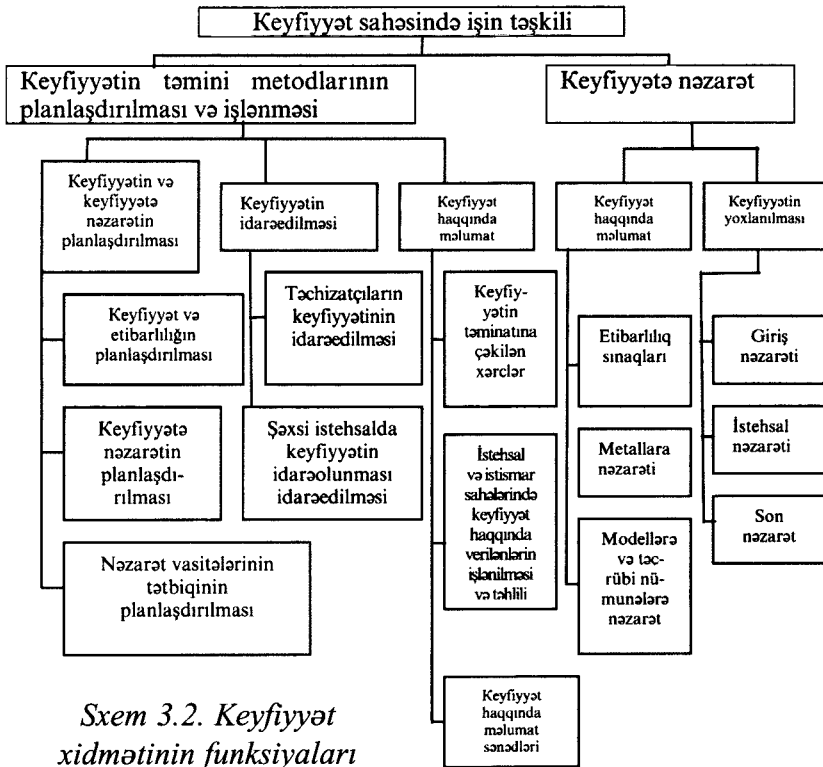 Keyfiyyət sahəsində işin təşkili
Keyfiyyətin təmini metodlarının
planlaşdırılması və işlənməsi
Keyfiyyətə nəzarət
Keyfiyyətin və
keyfiyyətə
nəzarətin
planlaşdırılması
Keyfiyyətin
idarəedilməsi
Keyfiyyət
haqqında
məlumat
Keyfiyyət
haqqında
məlumat
Keyfiyyətin
yoxlanılması
Keyfiyyət və
etibarlılığın
planlaşdırılması
Keyfiyyətə
nəzarətin
planlaşdı-
rılması
Nəzarət vasitələrinin
tətbiqinin
planlaşdırılması
Təchizatçıların
keyfiyyətinin
idarəedilməsi
Şəxsi istehsalda
keyfiyyətin
idarəolunması
idarəedilməsi
Keyfiy-
yətin
təminatına
çəkilən
xərclər
İstehsal
və istismar
sahələrində
keyfiyyət
haqqında
verilənlərin
işlənilməsi
və təhlili
Keyfiyyət
haqqında
məlumat
sənədləri
Etibarlılıq
sınaqları
Metallara
nəzarəti
Modellərə
və təc-
rübi nü-
munələrə
nəzarət
Giriş
nəzarəti
İstehsal
nəzarəti
Son
nəzarət
Sxem 3.2. Keyfiyyət
xidmətinin funksiyaları